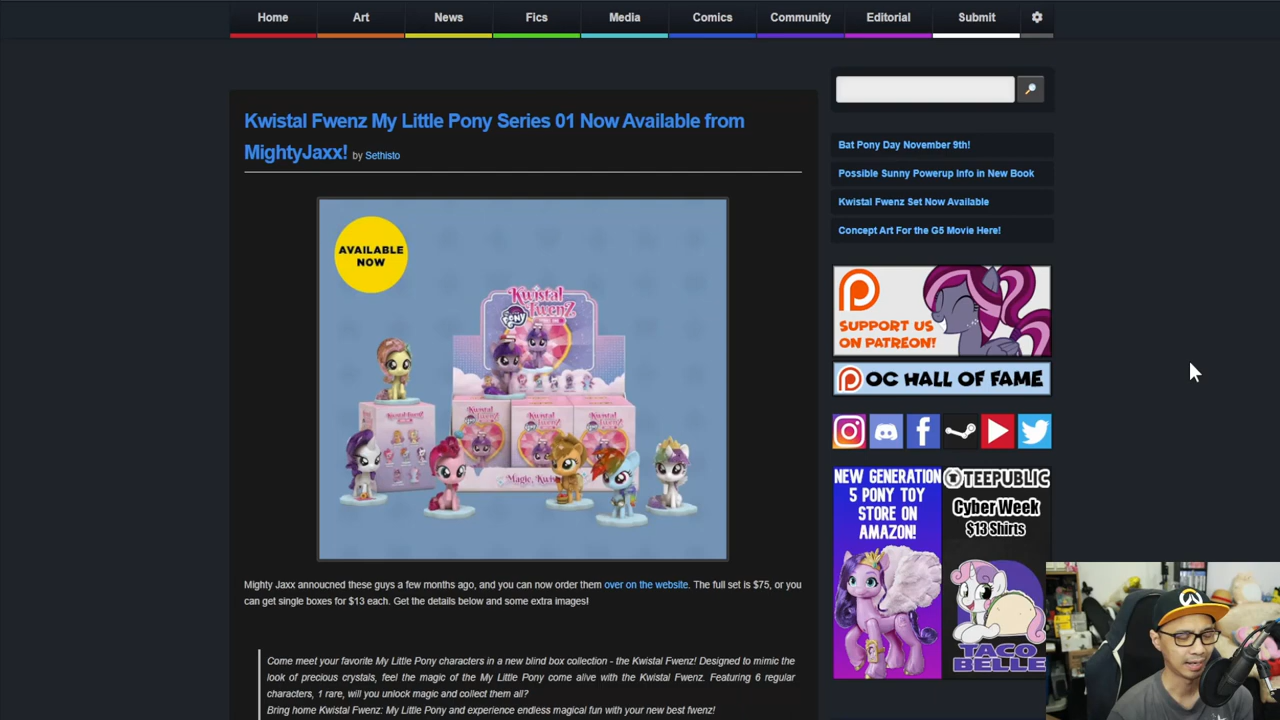 Home Art News Fics Media Comics Community Editorial Submit
Kwistal Fwenz My Little Pony Series 01 Now Available from
MightyJaxx! by Sethisto
AVAILABLE
NOW
Kwistal
Fwenz
Mighty Jaxx annoucned these guys a few months ago, and you can now order them over on the website. The full set is $75, or you
can get single boxes for $13 each. Get the details below and some extra images!
Come meet your favorite My Little Pony characters in a new blind box collection - the Kwistal Fwenz! Designed to mimic the
look of precious crystals, feel the magic of the My Little Pony come alive with the Kwistal Fwenz. Featuring 6 regular
characters, 1 rare, will you unlock magic and collect them all?
Bring home Kwistal Fwenz: My Little Pony and experience endless magical fun with your new best fwenz!
Bat Pony Day November 9th!
Possible Sunny Powerup Info in New Book
Kwistal Fwenz Set Now Available
Concept Art For the G5 Movie Here!
SUPPORT US
ON PATREON!
OC HALL OF FAME
NEW GENERATION
5 PONY TOY
STORE ON
AMAZON!
TEEPUBLIC
Cyber Week
$13 Shirts
TACO
BELLE